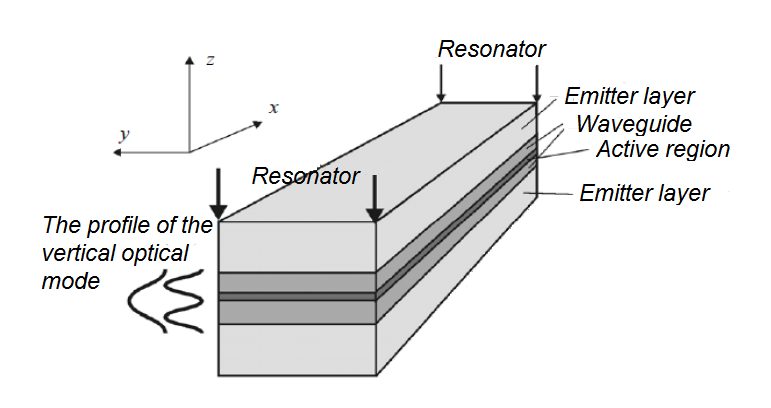 Resonator
z
Emitter layer
x
Waveguide
y
Active region
Resonator
Emitter layer
The profile of the
vertical optical
mode